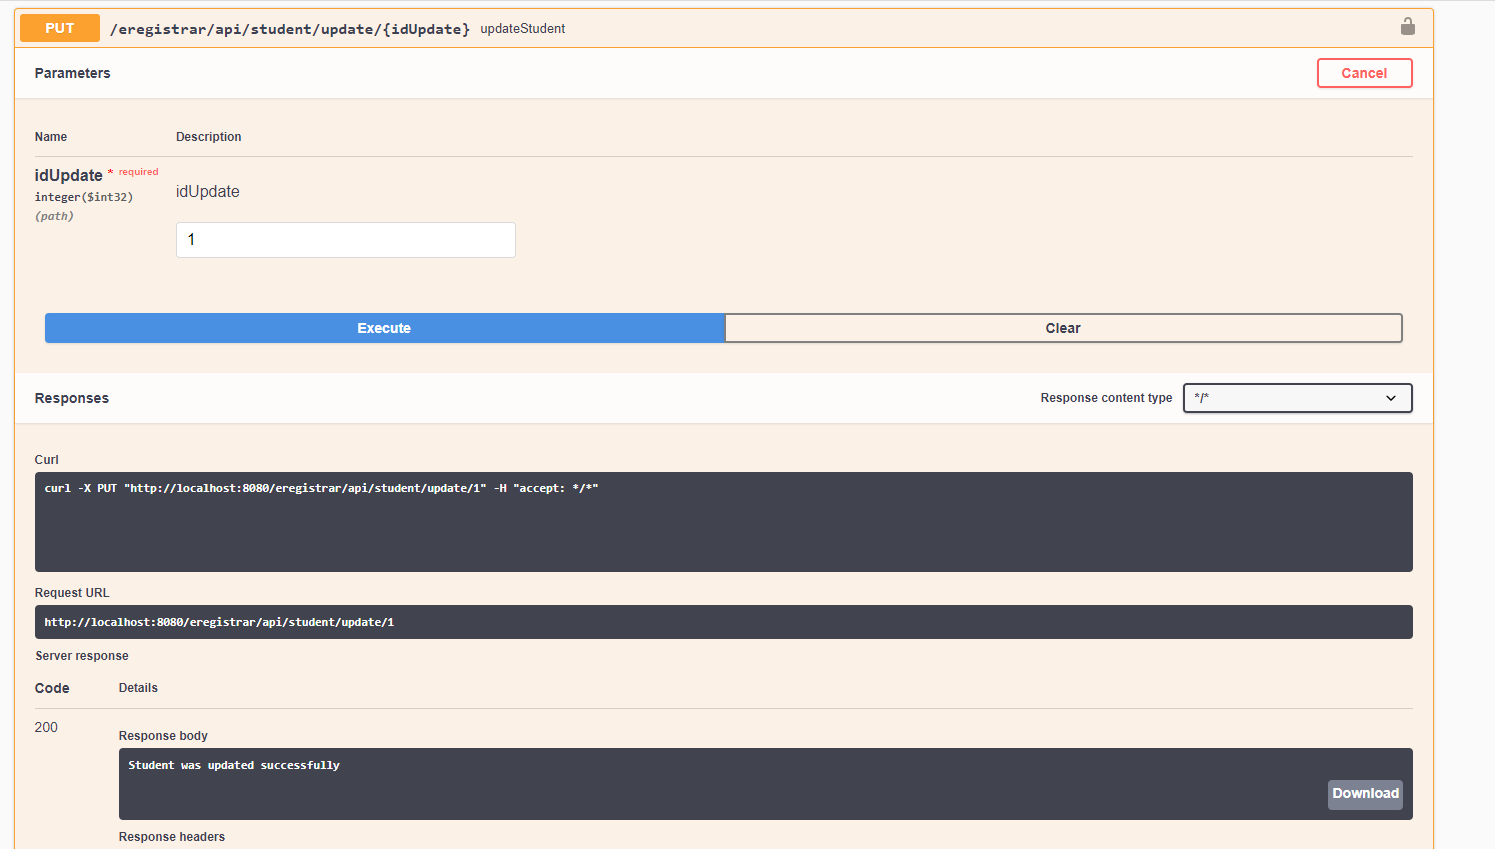 PUT /eregistrar/api/student/update/{idUpdate} updateStudent
Parameters
Cancel
Name Description
idUpdate * required
integer($int32)
(path)
idUpdate
1
Execute Clear
Responses
Response content type */*
Curl
curl -X PUT "http://localhost:8080/eregistrar/api/student/update/1" -H "accept: */*"
Request URL
http://localhost:8080/eregistrar/api/student/update/1
Server response
Code Details
200
Response body
Student was updated successfully
Download
Response headers